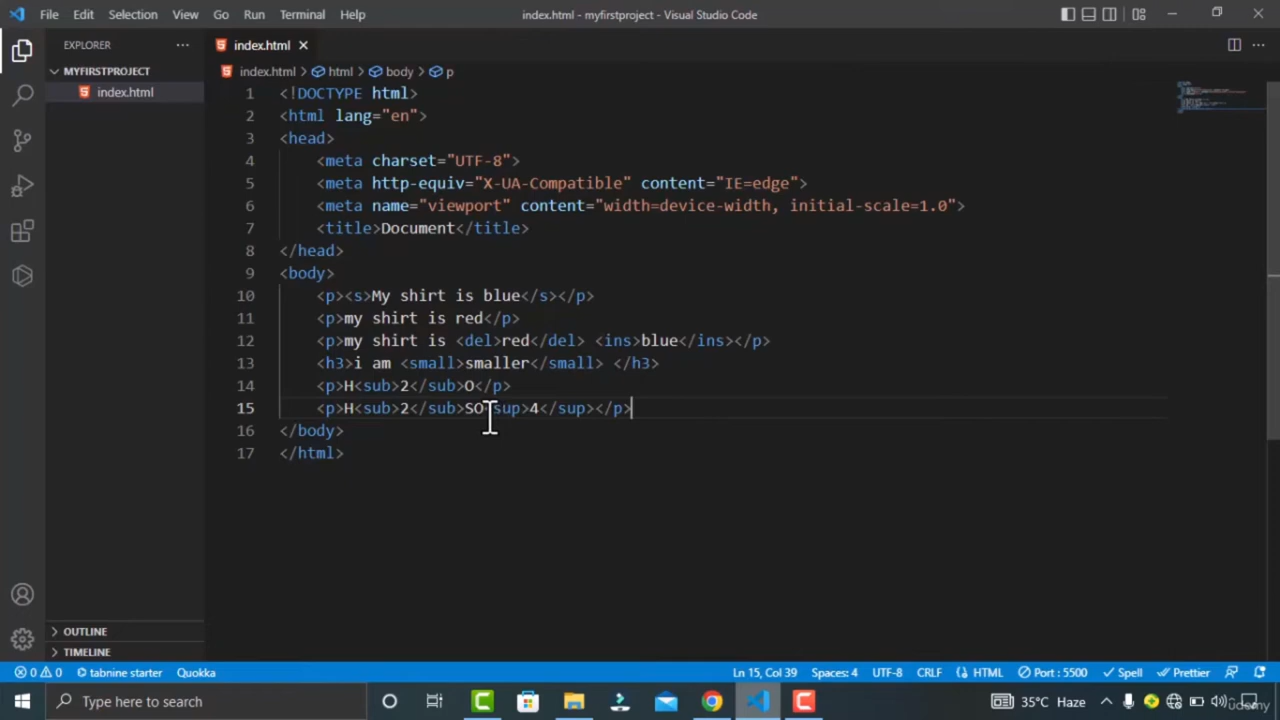 File Edit Selection View Go Run Terminal Help
index.html - myfirstproject - Visual Studio Code
EXPLORER
MYFIRSTPROJECT
index.html
index.html
index.html > html > body > p
1 <!DOCTYPE html>
2 <html lang="en">
3 <head>
4 <meta charset="UTF-8">
5 <meta http-equiv="X-UA-Compatible" content="IE=edge">
6 <meta name="viewport" content="width=device-width, initial-scale=1.0">
7 <title>Document</title>
8 </head>
9 <body>
10 <p><s>My shirt is blue</s></p>
11 <p>my shirt is red</p>
12 <p>my shirt is <del>red</del> <ins>blue</ins></p>
13 <h3>i am <small>smaller</small> </h3>
14 <p>H<sub>2</sub>O</p>
15 <p>H<sub>2</sub>SO<sup>4</sup></p>
16 </body>
17 </html>
OUTLINE
TIMELINE
0 0 tabnine starter Quokka
Ln 15, Col 39 Spaces: 4 UTF-8 CRLF HTML Port : 5500 Spell Prettier
Type here to search
35°C Haze
Udemy